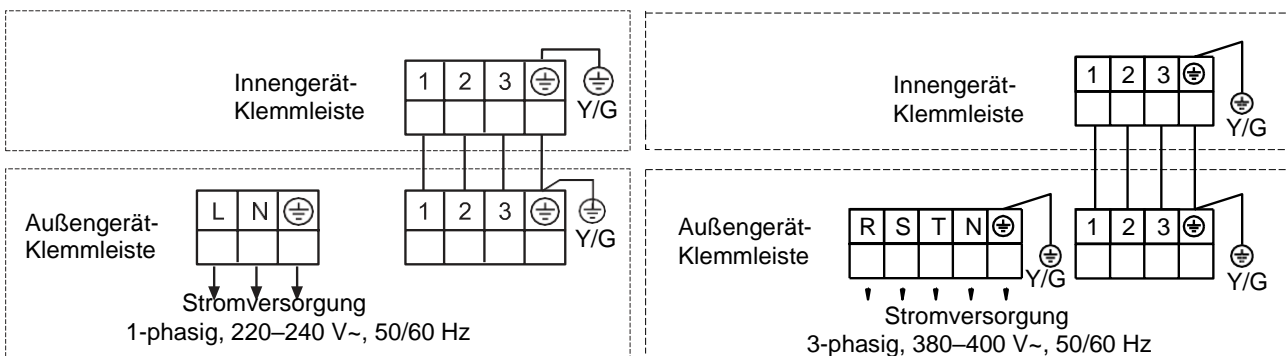 Innengerät-
Klemmleiste
1 2 3
Y/G
Außengerät-
Klemmleiste
L N
1 2 3
Y/G
Stromversorgung
1-phasig, 220–240 V~, 50/60 Hz
Innengerät-
Klemmleiste
1 2 3
Y/G
Außengerät-
Klemmleiste
R S T N
Y/G
1 2 3
Y/G
Stromversorgung
3-phasig, 380–400 V~, 50/60 Hz